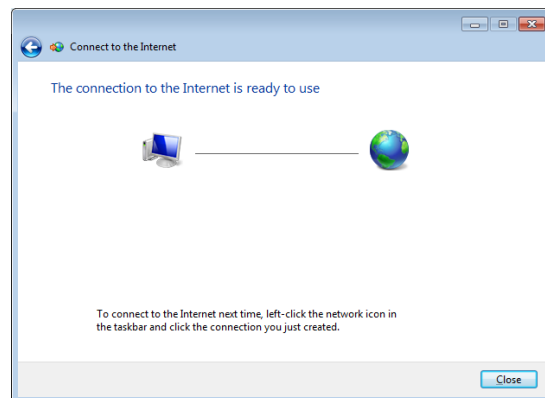 Connect to the Internet
The connection to the Internet is ready to use
To connect to the Internet next time, left-click the network icon in
the taskbar and click the connection you just created.
Close